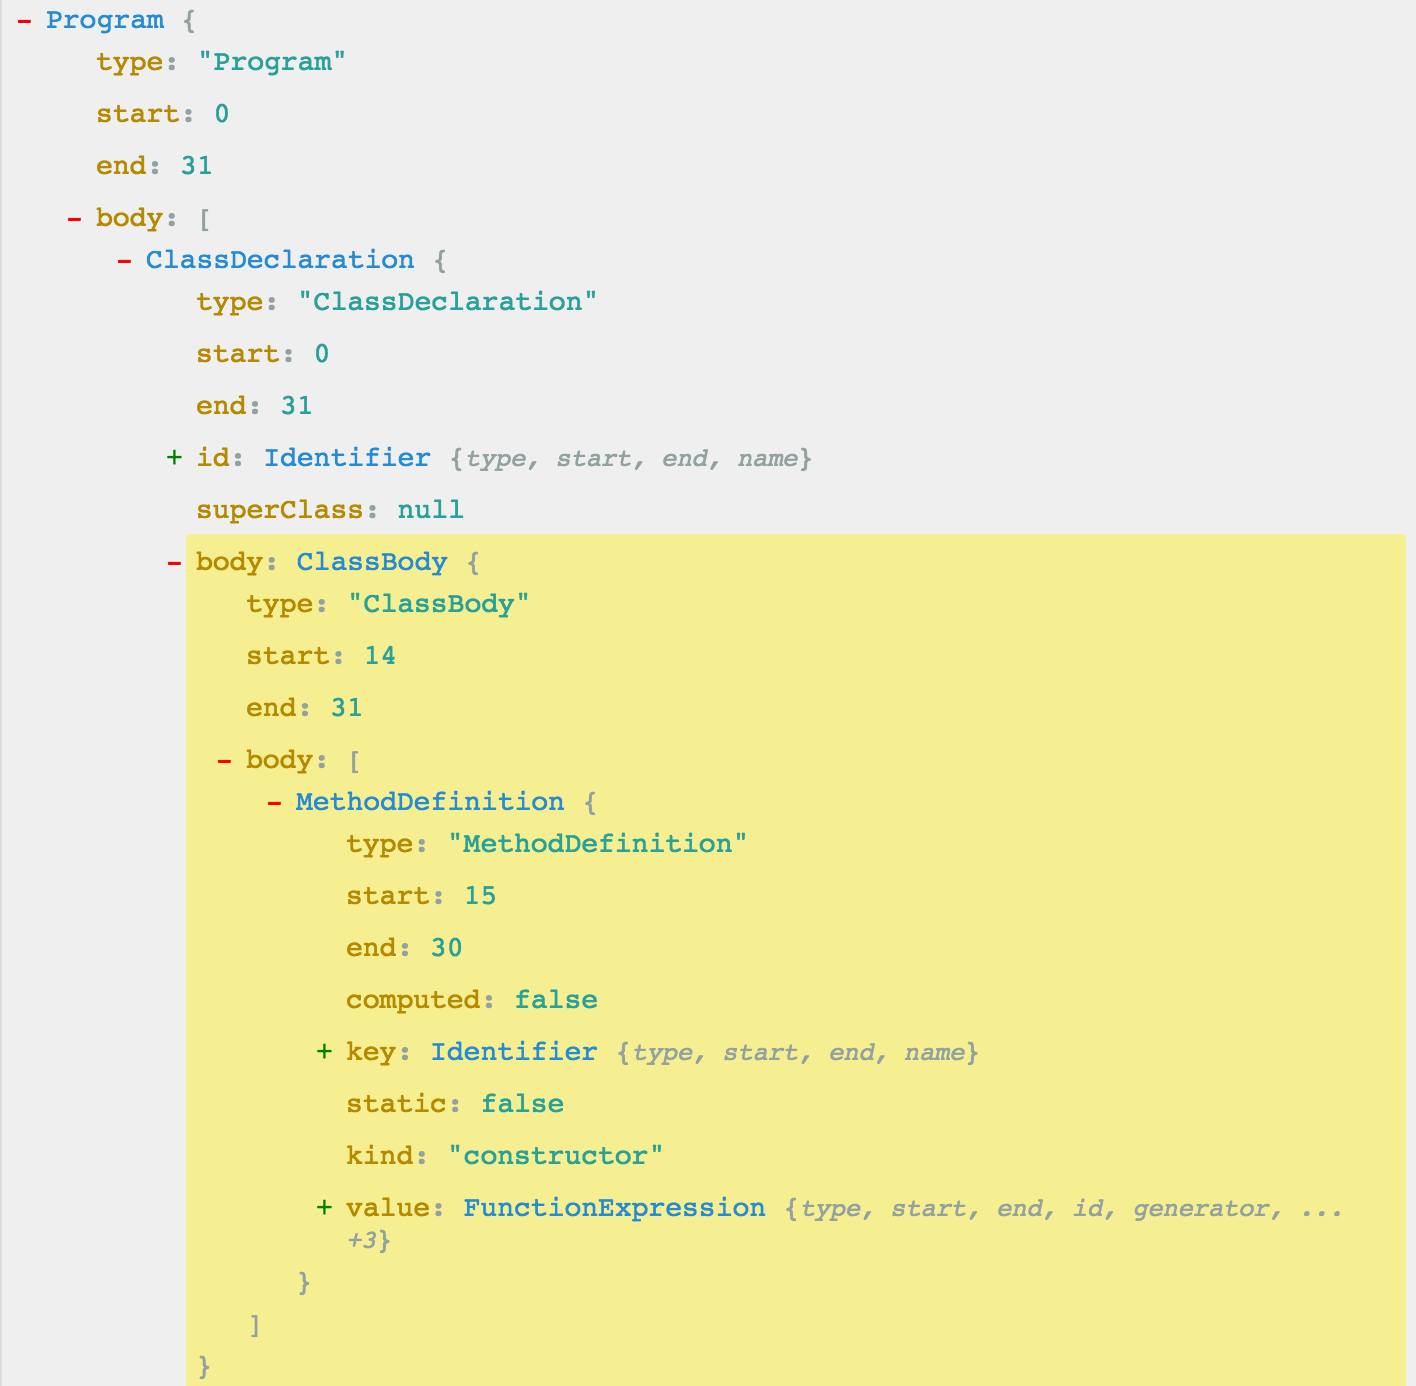 - Program {
type: "Program"
start: 0
end: 31
- body: [
- ClassDeclaration {
type: "ClassDeclaration"
start: 0
end: 31
+ id: Identifier {type, start, end, name}
superClass: null
- body: ClassBody {
type: "ClassBody"
start: 14
end: 31
- body: [
- MethodDefinition {
type: "MethodDefinition"
start: 15
end: 30
computed: false
+ key: Identifier {type, start, end, name}
static: false
kind: "constructor"
+ value: FunctionExpression {type, start, end, id, generator, ...
+3}
}
]
}